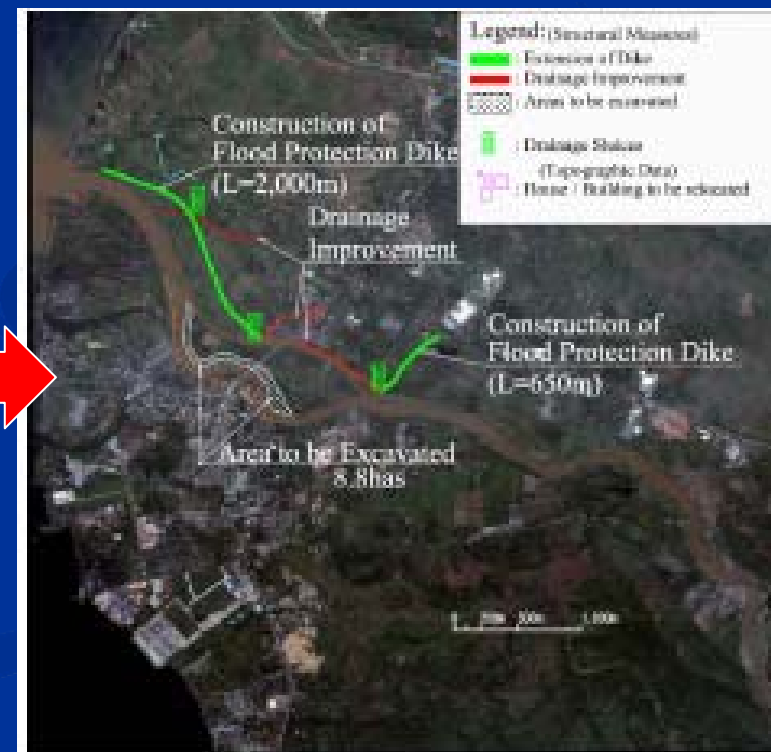 Legend: (Structural Measures)
: Extension of Dike
: Drainage Improvement
: Areas to be excavated
: Drainage Sluice
(Topographic Data)
: House / Building to be relocated
Construction of
Flood Protection Dike
(L=2,000m)
Drainage
Improvement
Construction of
Flood Protection Dike
(L=650m)
Area to be Excavated
8.8has
500m